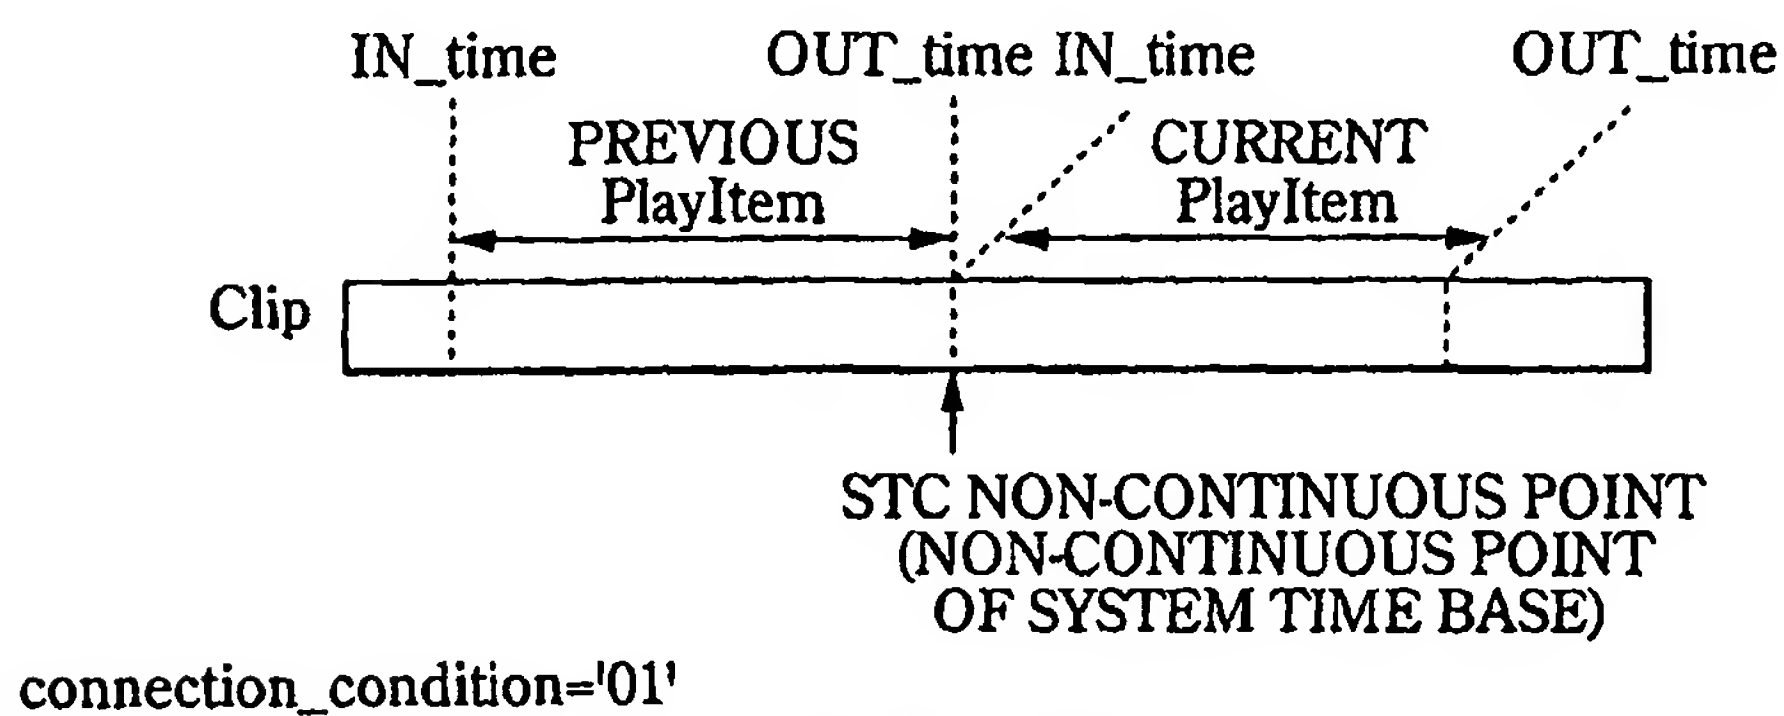 IN_time OUT_time IN_time OUT_time
PREVIOUS CURRENT
PlayItem PlayItem
Clip
STC NON-CONTINUOUS POINT
(NON-CONTINUOUS POINT
OF SYSTEM TIME BASE)
connection_condition='01'